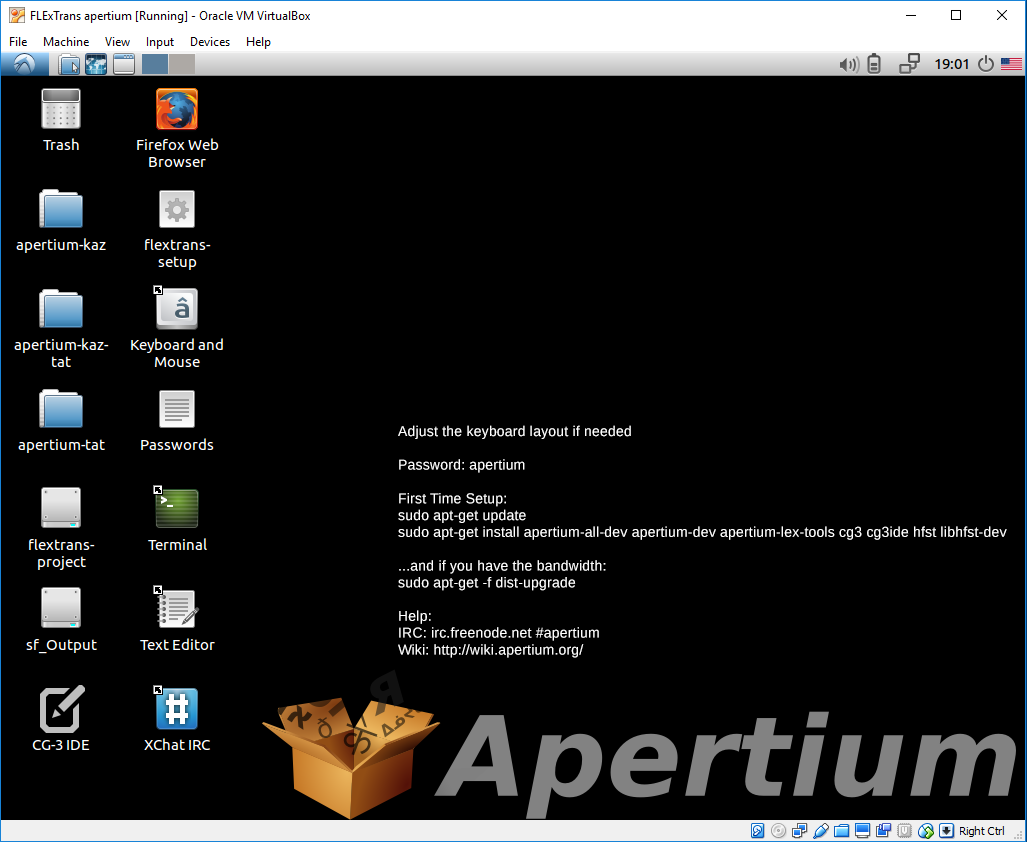 FLExTrans apertium [Running] - Oracle VM VirtualBox
File Machine View Input Devices Help
19:01
Trash
Firefox Web
Browser
apertium-kaz
flextrans-
setup
apertium-kaz-
tat
Keyboard and
Mouse
apertium-tat
Passwords
flextrans-
project
Terminal
sf_Output
Text Editor
CG-3 IDE
XChat IRC
Adjust the keyboard layout if needed
Password: apertium
First Time Setup:
sudo apt-get update
sudo apt-get install apertium-all-dev apertium-dev apertium-lex-tools cg3 cg3ide hfst libhfst-dev
...and if you have the bandwidth:
sudo apt-get -f dist-upgrade
Help:
IRC: irc.freenode.net #apertium
Wiki: http://wiki.apertium.org/
Apertium
Right Ctrl